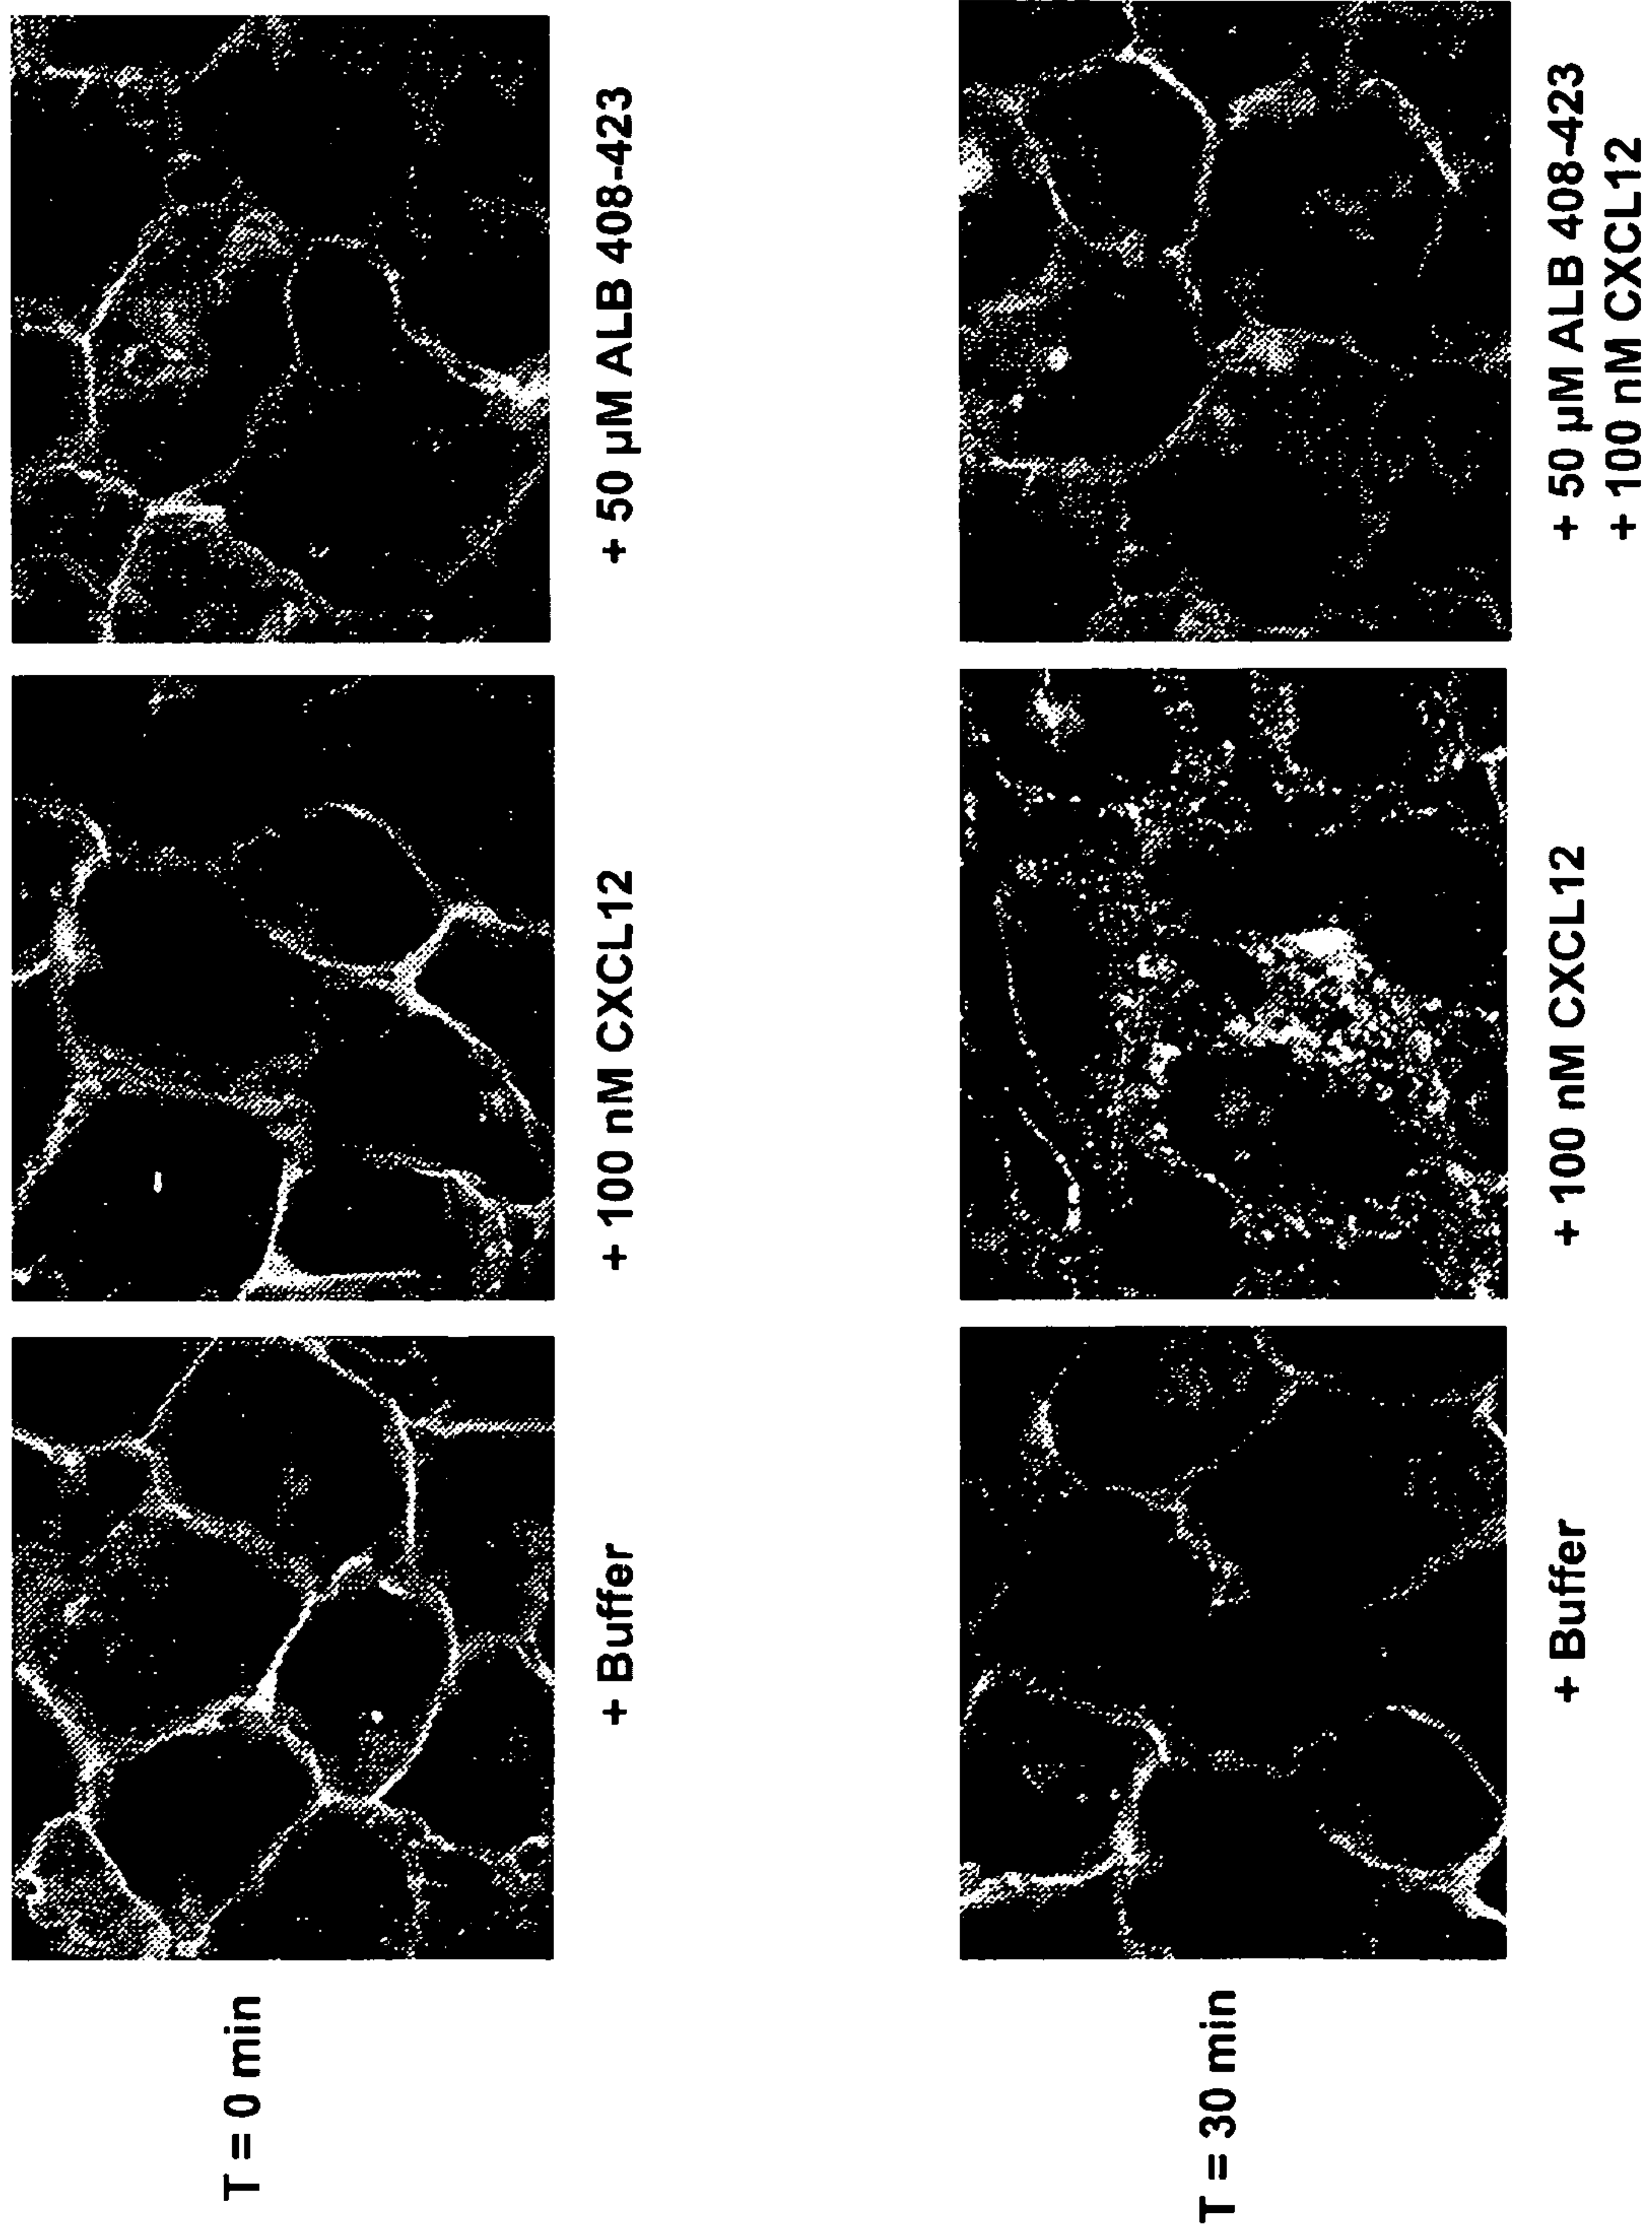 T = 0 min
+ Buffer
+ 100 nM CXCL12
+ 50 µM ALB 408-423
T = 30 min
+ Buffer
+ 100 nM CXCL12
+ 50 µM ALB 408-423
+ 100 nM CXCL12